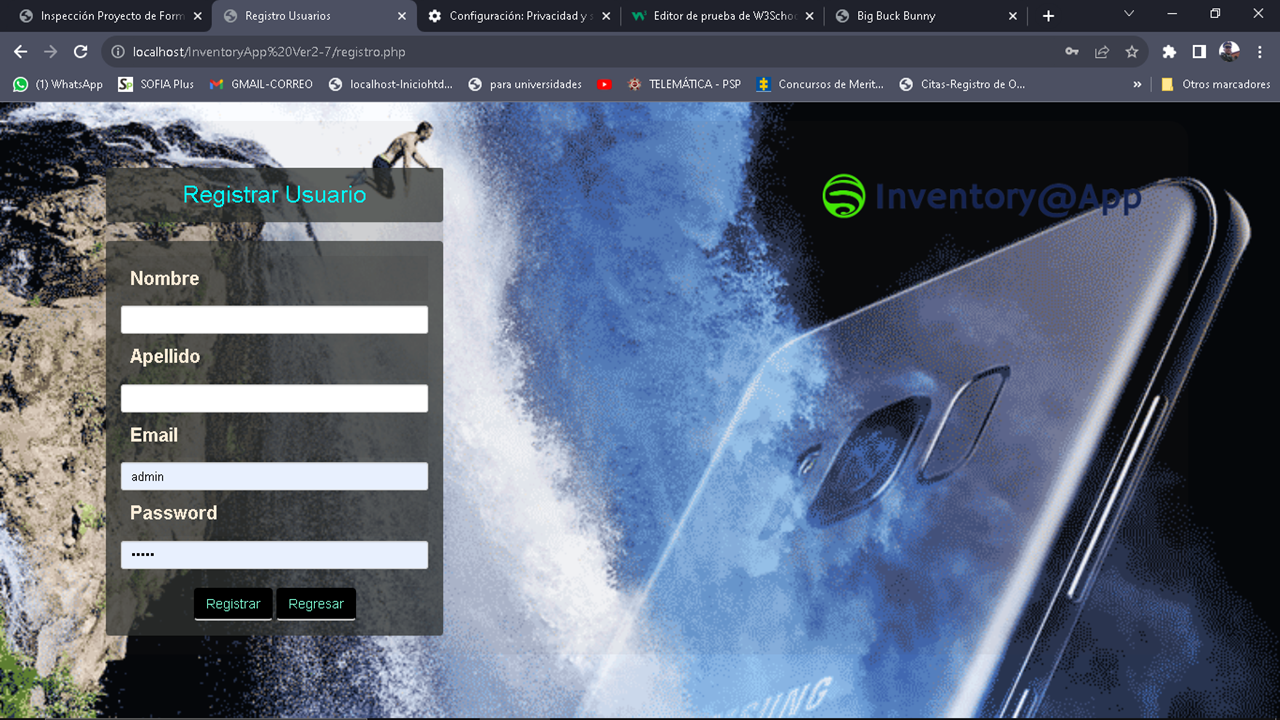 Inspección Proyecto de Form
Registro Usuarios
Configuración: Privacidad y s
Editor de prueba de W3Schoo
Big Buck Bunny
localhost/InventoryApp%20Ver2-7/registro.php
(1) WhatsApp
SOFIA Plus
GMAIL-CORREO
localhost-Iniciohtd...
para universidades
TELEMÁTICA - PSP
Concursos de Merit...
Citas-Registro de O...
»
Otros marcadores
Registrar Usuario
Inventory@App
Nombre
Apellido
Email
admin
Password
•••••
Registrar
Regresar